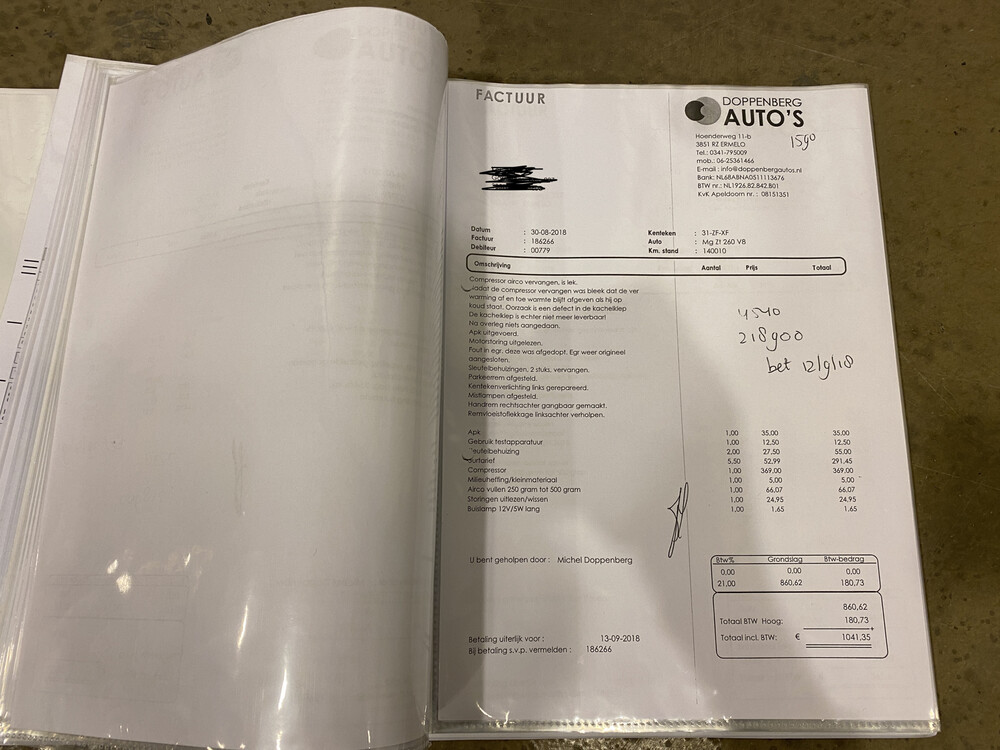 FACTUUR
DOPPENBERG
AUTO'S
Hoenderweg 11-b
3851 RZ ERMELO
Tel.: 0341-795009
mob.: 06-25361466
E-mail : info@doppenbergautos.nl
Bank: NL68ABNA0511113676
BTW nr.: NL1926.82.842.B01
KvK Apeldoorn nr. : 08151351
1590
Datum : 30-08-2018 Kenteken : 31-ZF-XF
Factuur : 186266 Auto : Mg Zt 260 V8
Debiteur : 00779 Km. stand : 140010
Omschrijving Aantal Prijs Totaal
Compressor airco vervangen, is lek.
Nadat de compressor vervangen was bleek dat de ver
warming af en toe warmte blijft afgeven als hij op
koud staat. Oorzaak is een defect in de kachelklep
De kachelklep is echter niet meer leverbaar!
Na overleg niets aangedaan.
Apk uitgevoerd.
Motorstoring uitgelezen.
Fout in egr, deze was afgedopt. Egr weer origineel
aangesloten.
Sleutelbehuizingen, 2 stuks, vervangen.
Parkeerrem afgesteld.
Kentekenverlichting links gerepareerd.
Mistlampen afgesteld.
Handrem rechtsachter gangbaar gemaakt.
Remvloeistoflekkage linksachter verholpen.
4540
218900
bet 12/9/18
Apk 1,00 35,00 35,00
Gebruik testapparatuur 1,00 12,50 12,50
Sleutelbehuizing 2,00 27,50 55,00
Uurtarief 5,50 52,99 291,45
Compressor 1,00 369,00 369,00
Milieuheffing/kleinmateriaal 1,00 5,00 5,00
Airco vullen 250 gram tot 500 gram 1,00 66,07 66,07
Storingen uitlezen/wissen 1,00 24,95 24,95
Buislamp 12V/5W lang 1,00 1,65 1,65
U bent geholpen door : Michel Doppenberg
Btw% Grondslag Btw-bedrag
0,00 0,00 0,00
21,00 860,62 180,73
860,62
Totaal BTW Hoog: 180,73
+
Totaal incl. BTW: € 1041,35
Betaling uiterlijk voor : 13-09-2018
Bij betaling s.v.p. vermelden : 186266